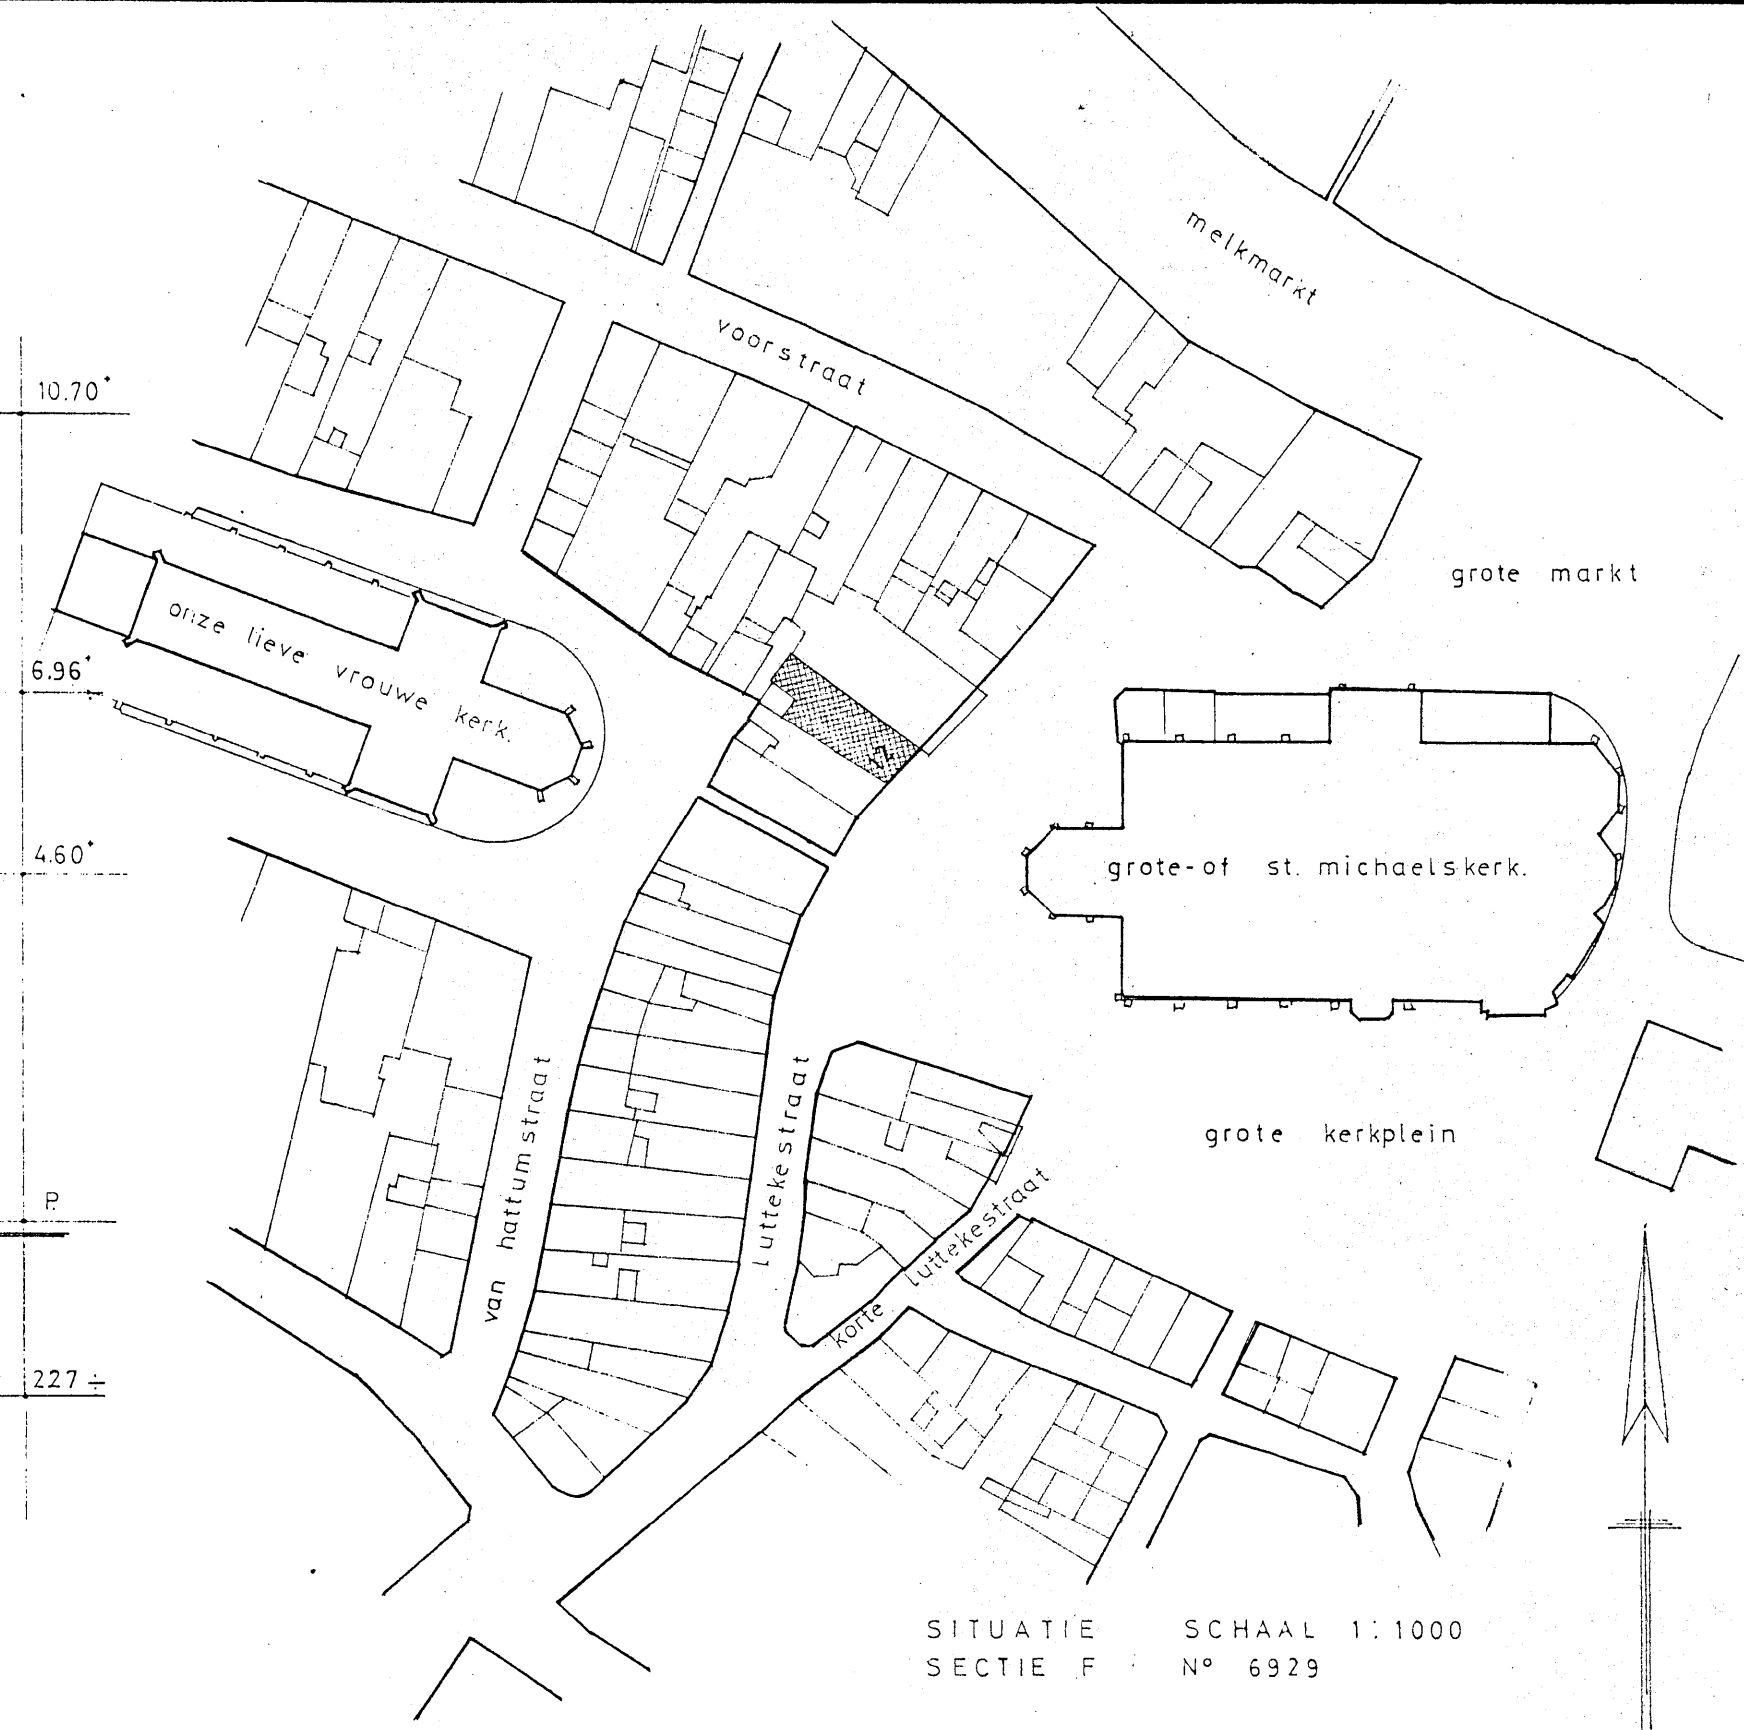 melkmarkt
voorstraat
10.70+
grote markt
onze lieve vrouwe kerk.
6.96+
4.60+
grote-of st. michaelskerk.
van hattumstraat
luttekestraat
grote kerkplein
korte luttekestraat
P.
227 ÷
SITUATIE SCHAAL 1:1000
SECTIE F Nº 6929